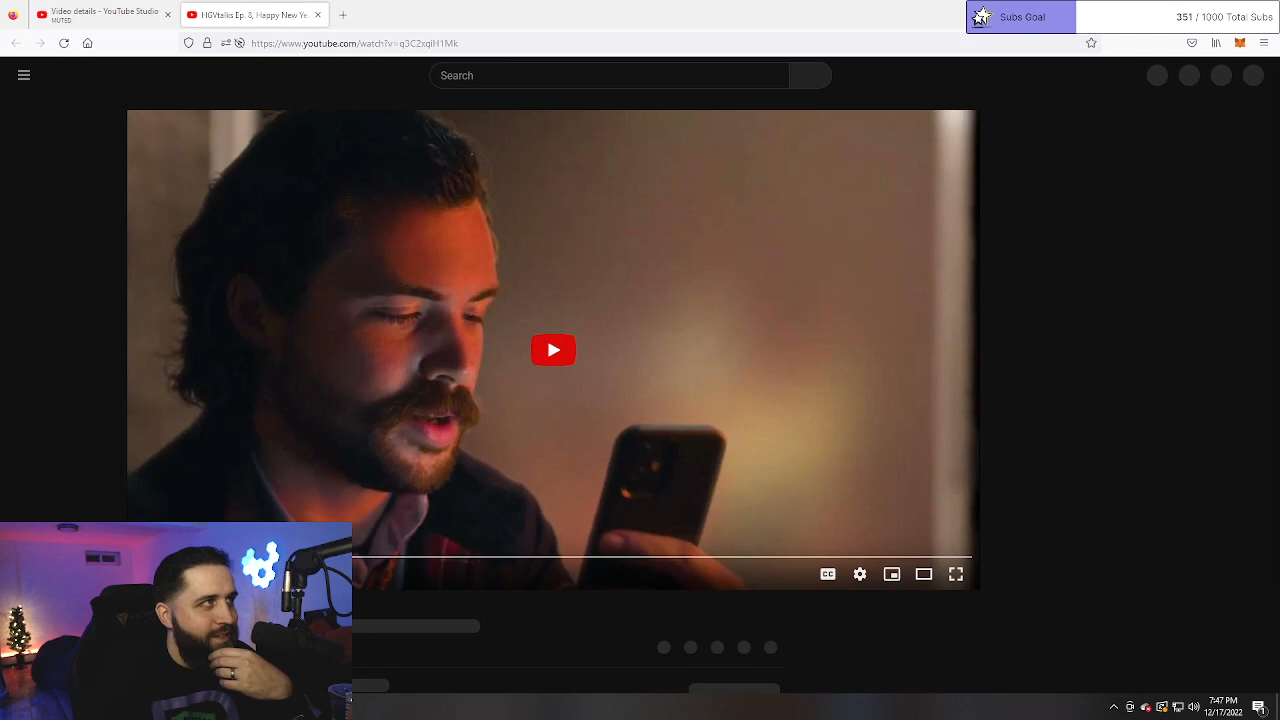 Video details - YouTube Studio
MUTED
HGVtalks Ep. 8, Happy New Ye
Subs Goal
351 / 1000 Total Subs
https://www.youtube.com/watch?v=q3C2xqiH1Mk
Search
CC
7:47 PM
12/17/2022